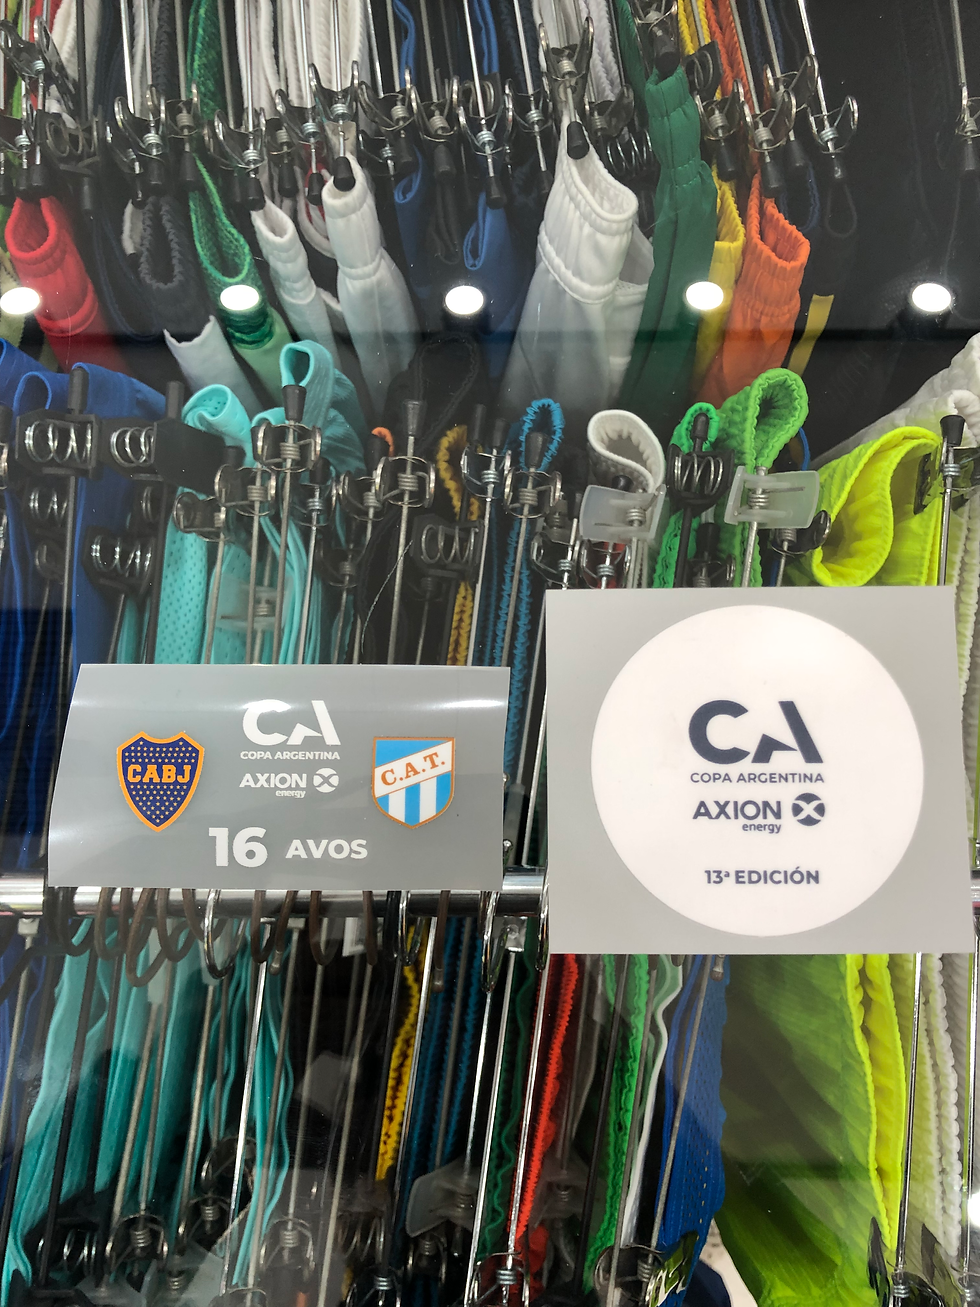 CABJ
CA
COPA ARGENTINA
AXION
energy
C.A.T.
16 AVOS
CA
COPA ARGENTINA
AXION
energy
13ª EDICIÓN